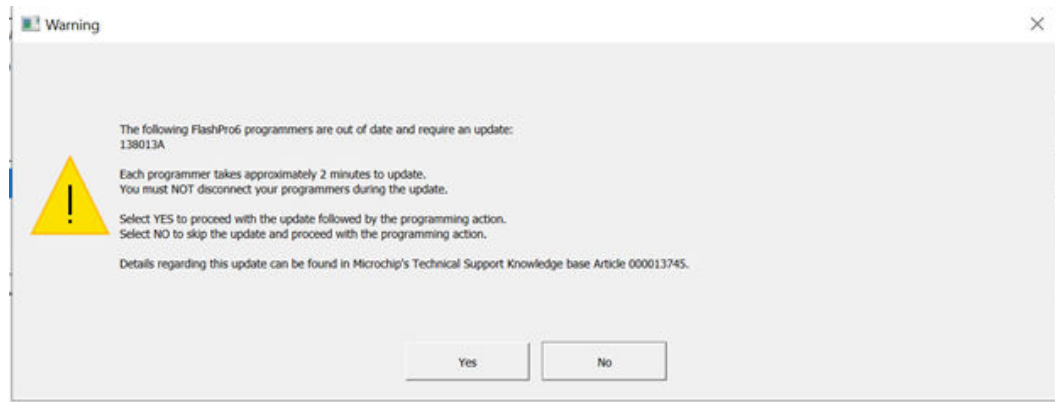 Warning
The following FlashPro6 programmers are out of date and require an update:
138013A
Each programmer takes approximately 2 minutes to update.
You must NOT disconnect your programmers during the update.
Select YES to proceed with the update followed by the programming action.
Select NO to skip the update and proceed with the programming action.
Details regarding this update can be found in Microchip's Technical Support Knowledge base Article 000013745.
Yes
No